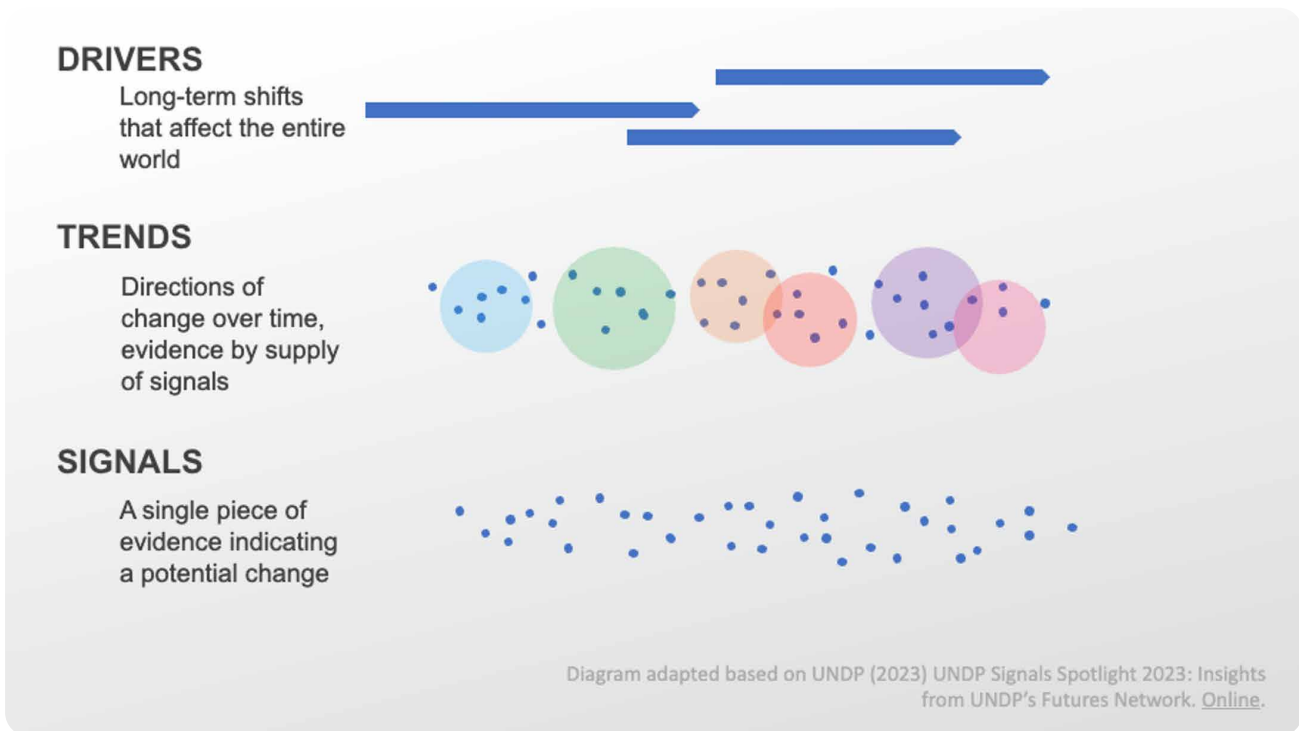 DRIVERS
Long-term shifts
that affect the entire
world
TRENDS
Directions of
change over time,
evidence by supply
of signals
SIGNALS
A single piece of
evidence indicating
a potential change
Diagram adapted based on UNDP (2023) UNDP Signals Spotlight 2023: Insights
from UNDP’s Futures Network. Online.